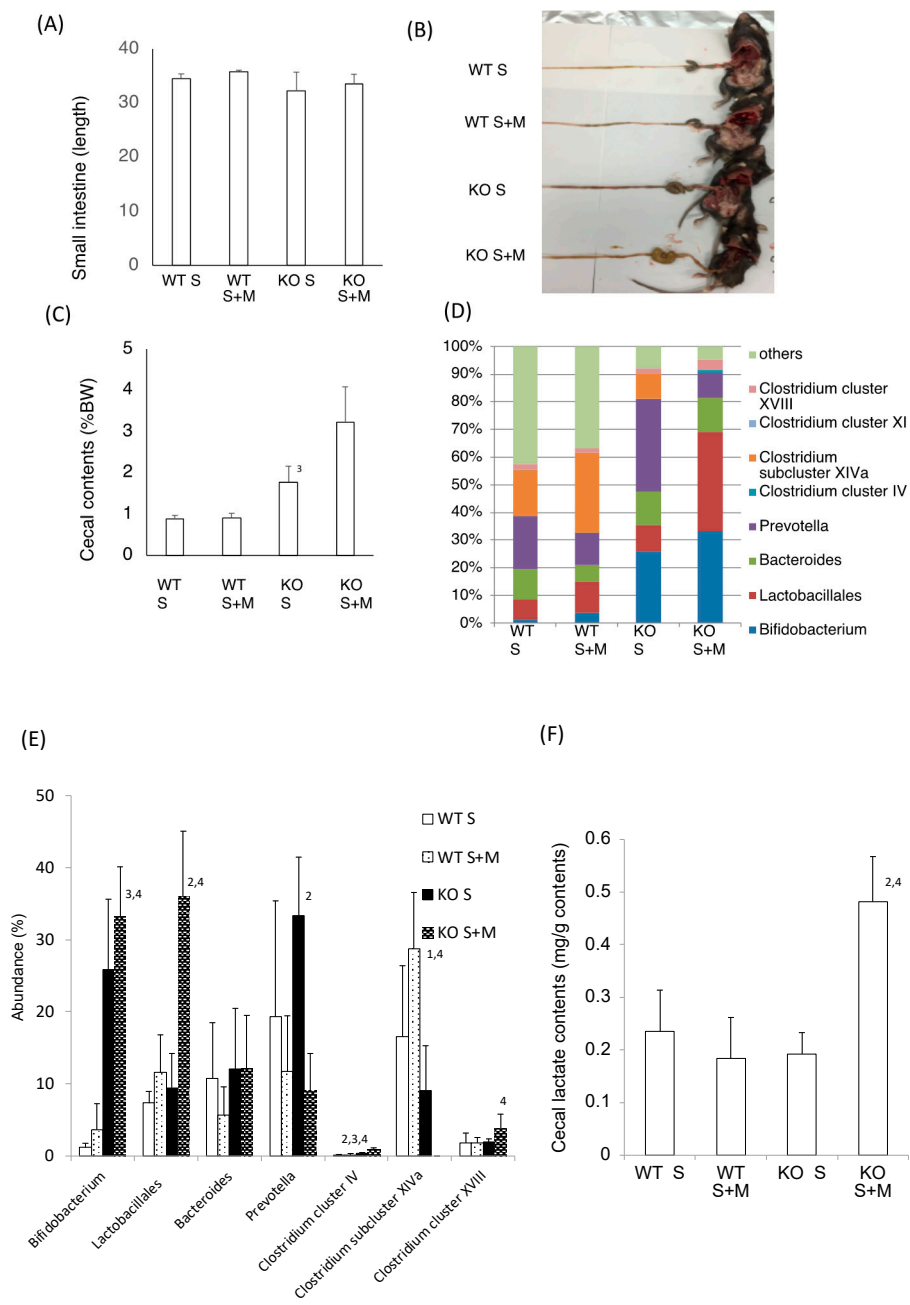 (A)
40
30
20
10
0
Small intestine (length)
WT S
WT
S+M
KO S
KO
S+M
(B)
WT S
WT S+M
KO S
KO S+M
(C)
5
4
3
2
1
0
Cecal contents (%BW)
3
WT
S
WT
S+M
KO
S
KO
S+M
(D)
100%
90%
80%
70%
60%
50%
40%
30%
20%
10%
0%
WT
S
WT
S+M
KO
S
KO
S+M
others
Clostridium cluster
XVIII
Clostridium cluster XI
Clostridium
subcluster XIVa
Clostridium cluster IV
Prevotella
Bacteroides
Lactobacillales
Bifidobacterium
(E)
50
40
30
20
10
0
Abundance (%)
WT S
WT S+M
KO S
KO S+M
3,4
2,4
2
2,3,4
1,4
4
Bifidobacterium
Lactobacillales
Bacteroides
Prevotella
Clostridium cluster IV
Clostridium subcluster XIVa
Clostridium cluster XVIII
(F)
0.6
0.5
0.4
0.3
0.2
0.1
0
Cecal lactate contents (mg/g contents)
2,4
WT S
WT
S+M
KO S
KO
S+M